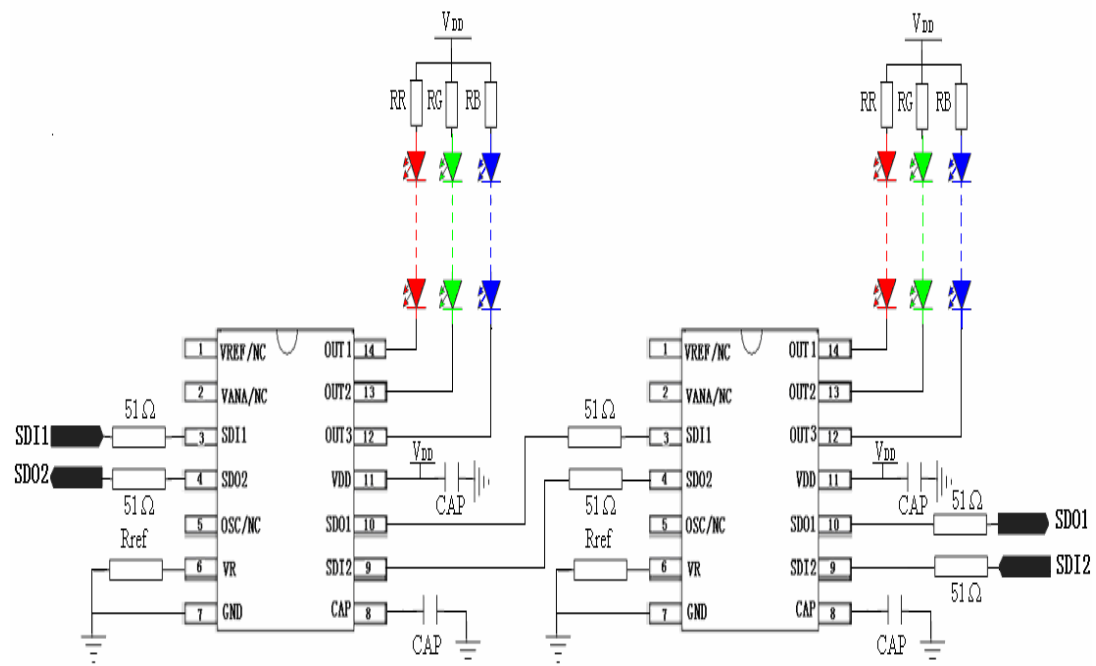 VDD
VDD
RR RG RB
RR RG RB
1 VREF/NC OUT1 14
1 VREF/NC OUT1 14
2 VANA/NC OUT2 13
2 VANA/NC OUT2 13
51Ω
51Ω
SDI1 3 SDI1 OUT3 12
3 SDI1 OUT3 12
VDD
VDD
SDO2 4 SDO2 VDD 11
4 SDO2 VDD 11
51Ω
CAP
51Ω
CAP
51Ω
5 OSC/NC SDO1 10
5 OSC/NC SDO1 10 SDO1
Rref
Rref
6 VR SDI2 9
6 VR SDI2 9 SDI2
51Ω
7 GND CAP 8
7 GND CAP 8
CAP
CAP